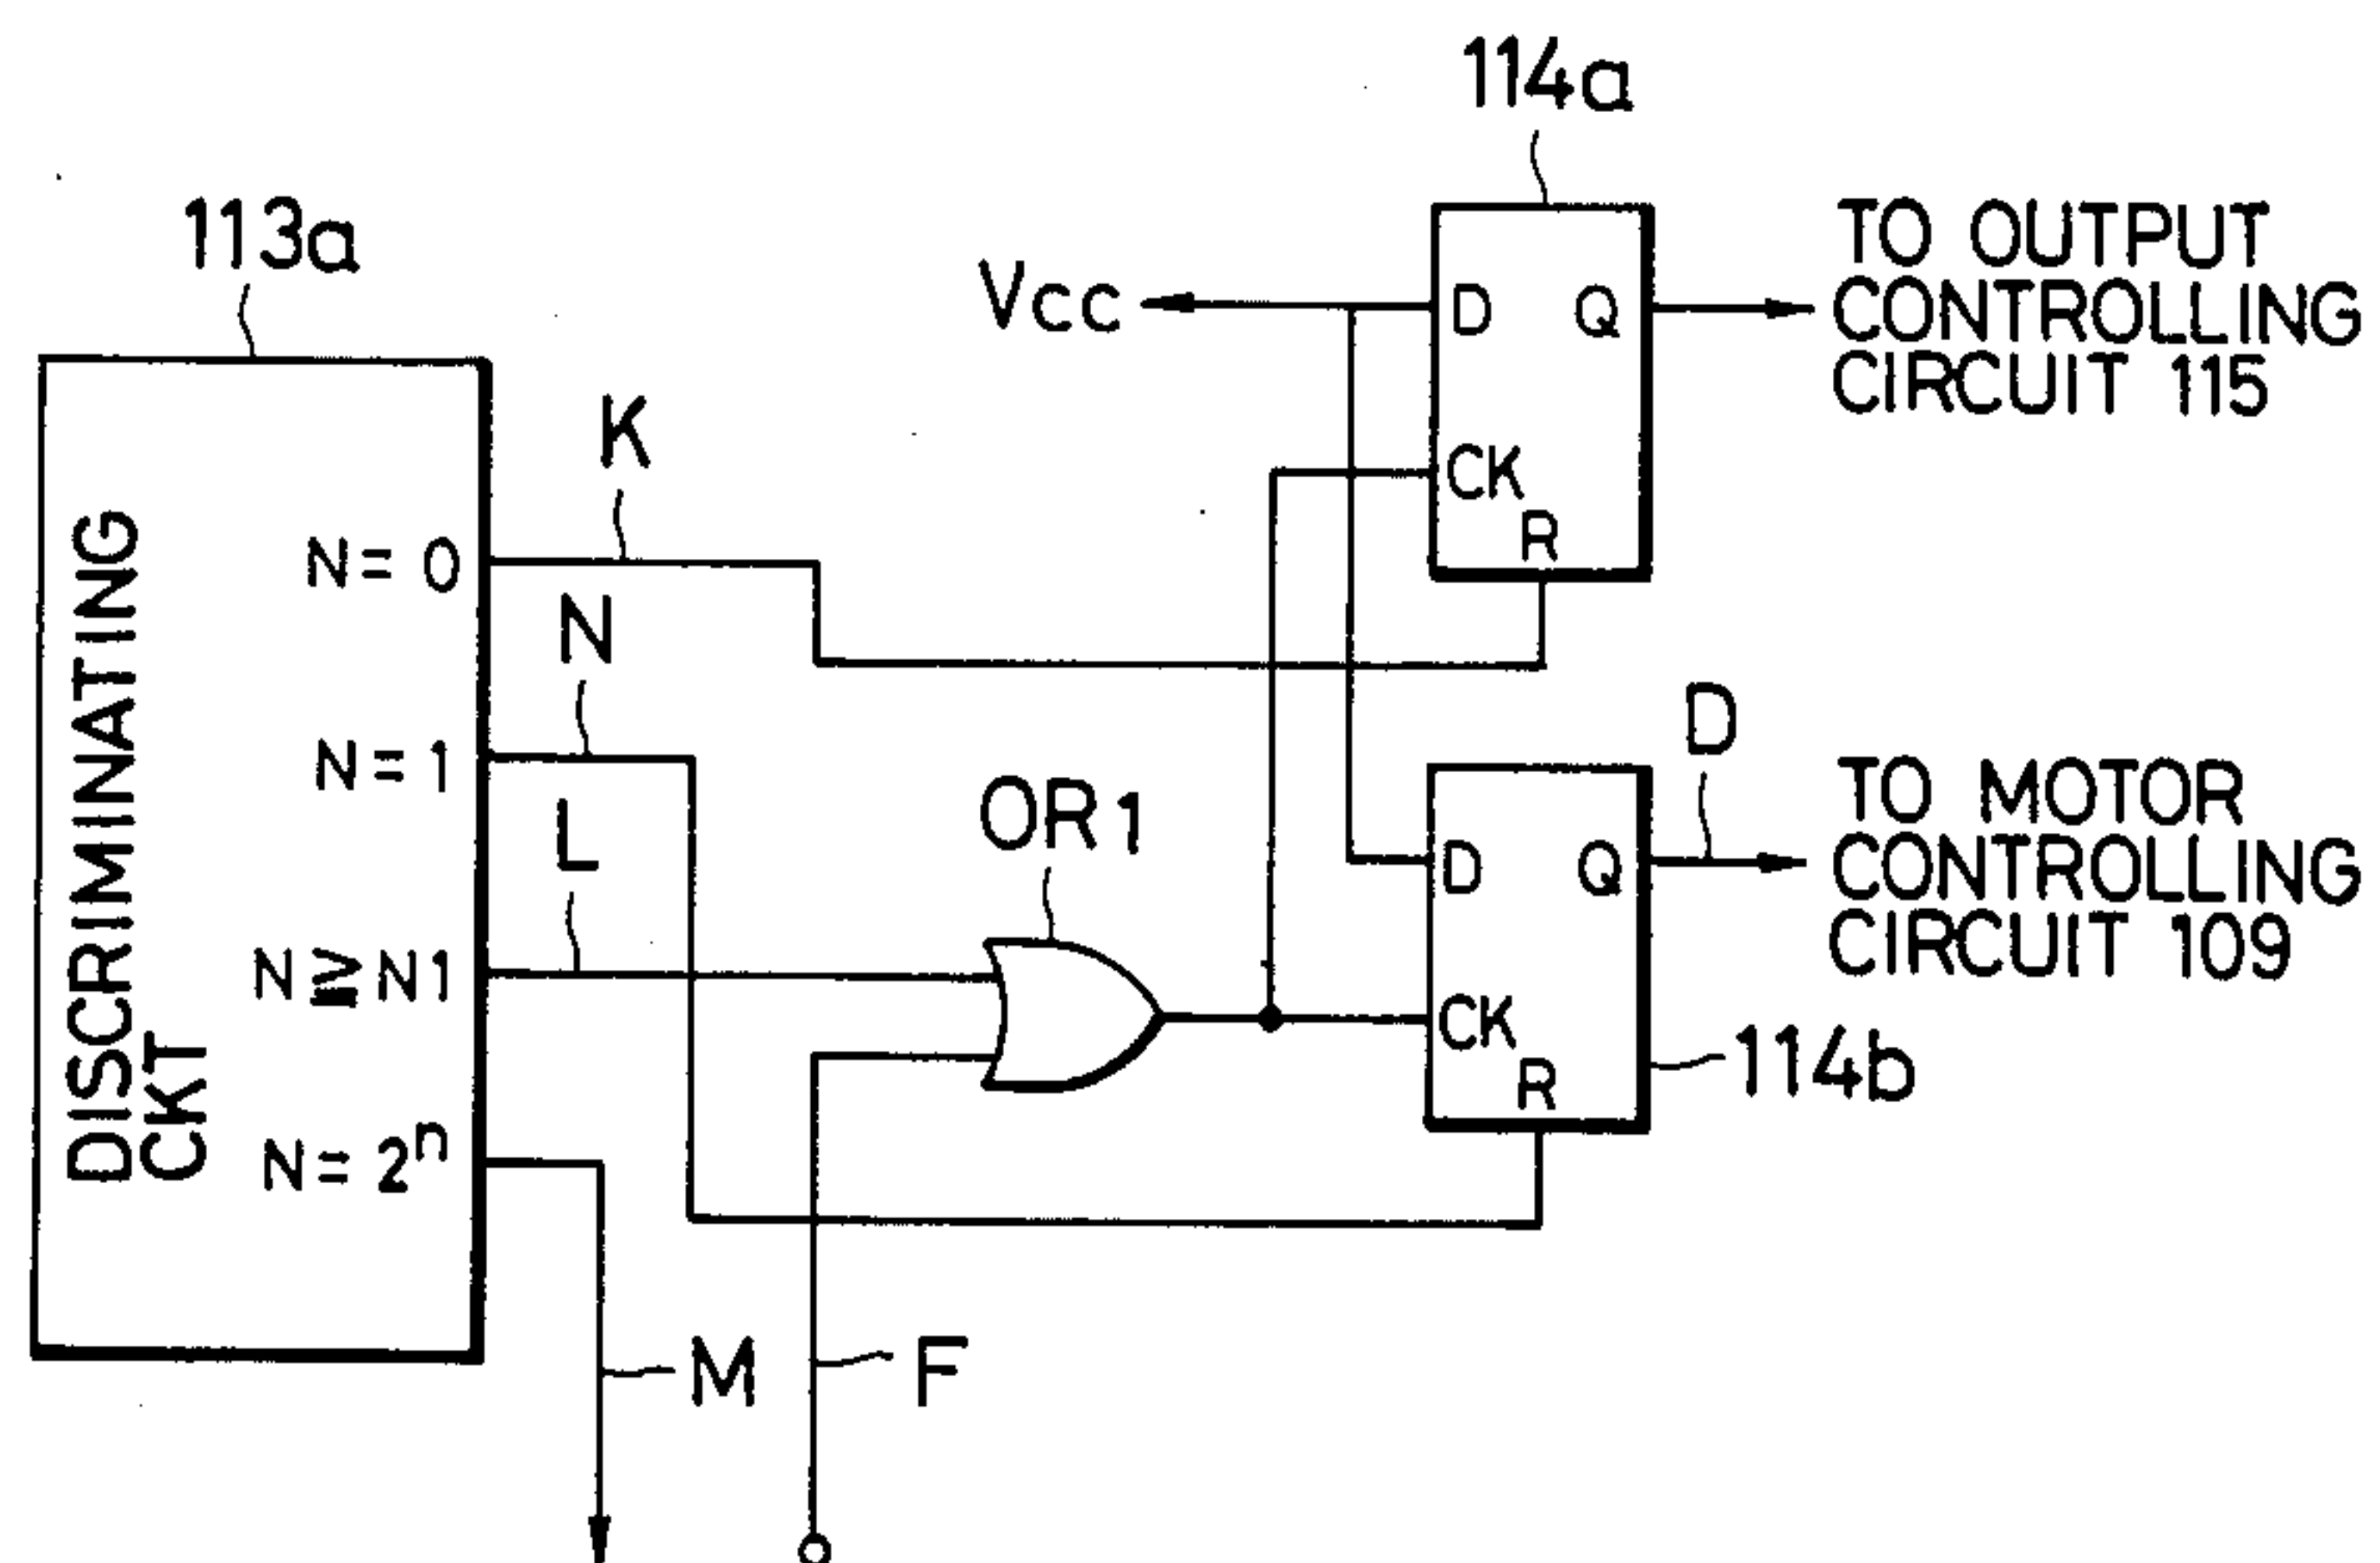 114a
113a
Vcc
D
Q
TO OUTPUT
CONTROLLING
CIRCUIT 115
CK
R
K
N = 0
N
N = 1
L
N ≧ N1
N = 2ⁿ
DISCRIMINATING
CKT
OR1
D
D
Q
TO MOTOR
CONTROLLING
CIRCUIT 109
CK
R
114b
M
F